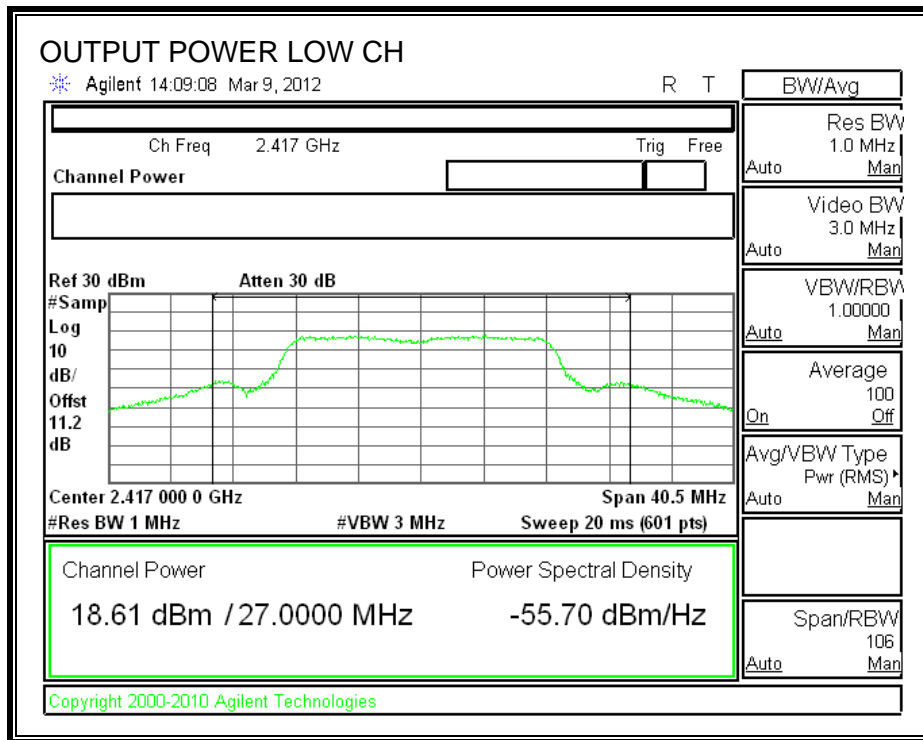 OUTPUT POWER LOW CH
Agilent 14:09:08 Mar 9, 2012 R T
BW/Avg
Ch Freq 2.417 GHz Trig Free
Channel Power
Res BW
1.0 MHz
Auto Man
Video BW
3.0 MHz
Auto Man
VBW/RBW
1.00000
Auto Man
Average
100
On Off
Avg/VBW Type
Pwr (RMS)
Auto Man
Span/RBW
106
Auto Man
Ref 30 dBm Atten 30 dB
#Samp
Log
10
dB/
Offst
11.2
dB
Center 2.417 000 0 GHz Span 40.5 MHz
#Res BW 1 MHz #VBW 3 MHz Sweep 20 ms (601 pts)
Channel Power Power Spectral Density
18.61 dBm / 27.0000 MHz -55.70 dBm/Hz
Copyright 2000-2010 Agilent Technologies